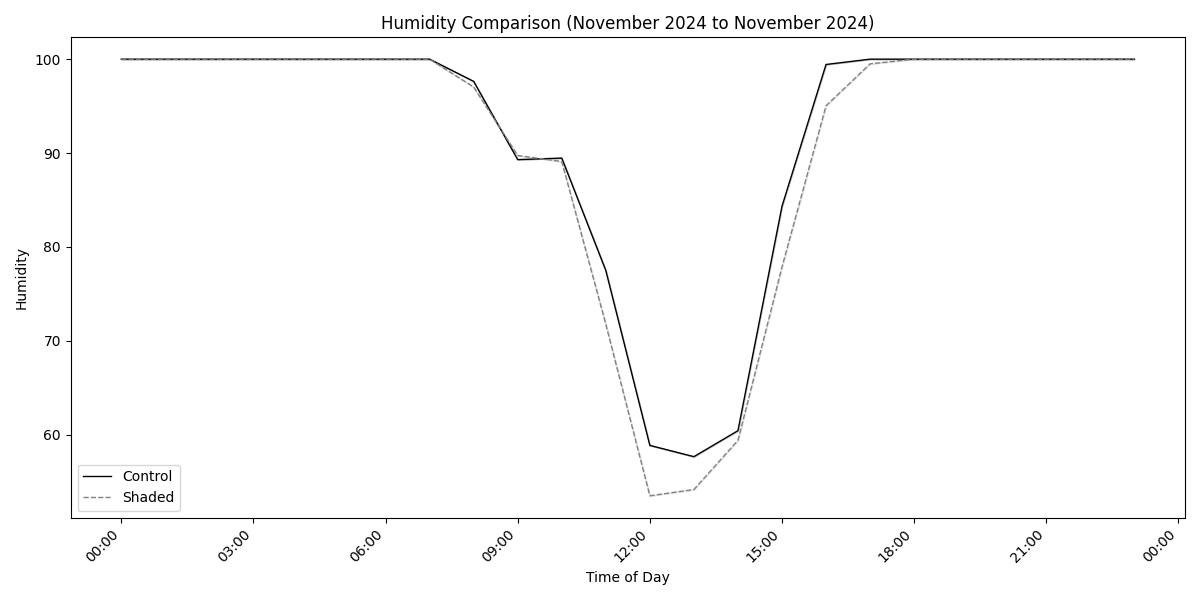 Humidity Comparison (November 2024 to November 2024)
100
90
80
70
60
Humidity
Control
Shaded
00:00
03:00
06:00
09:00
12:00
15:00
18:00
21:00
00:00
Time of Day